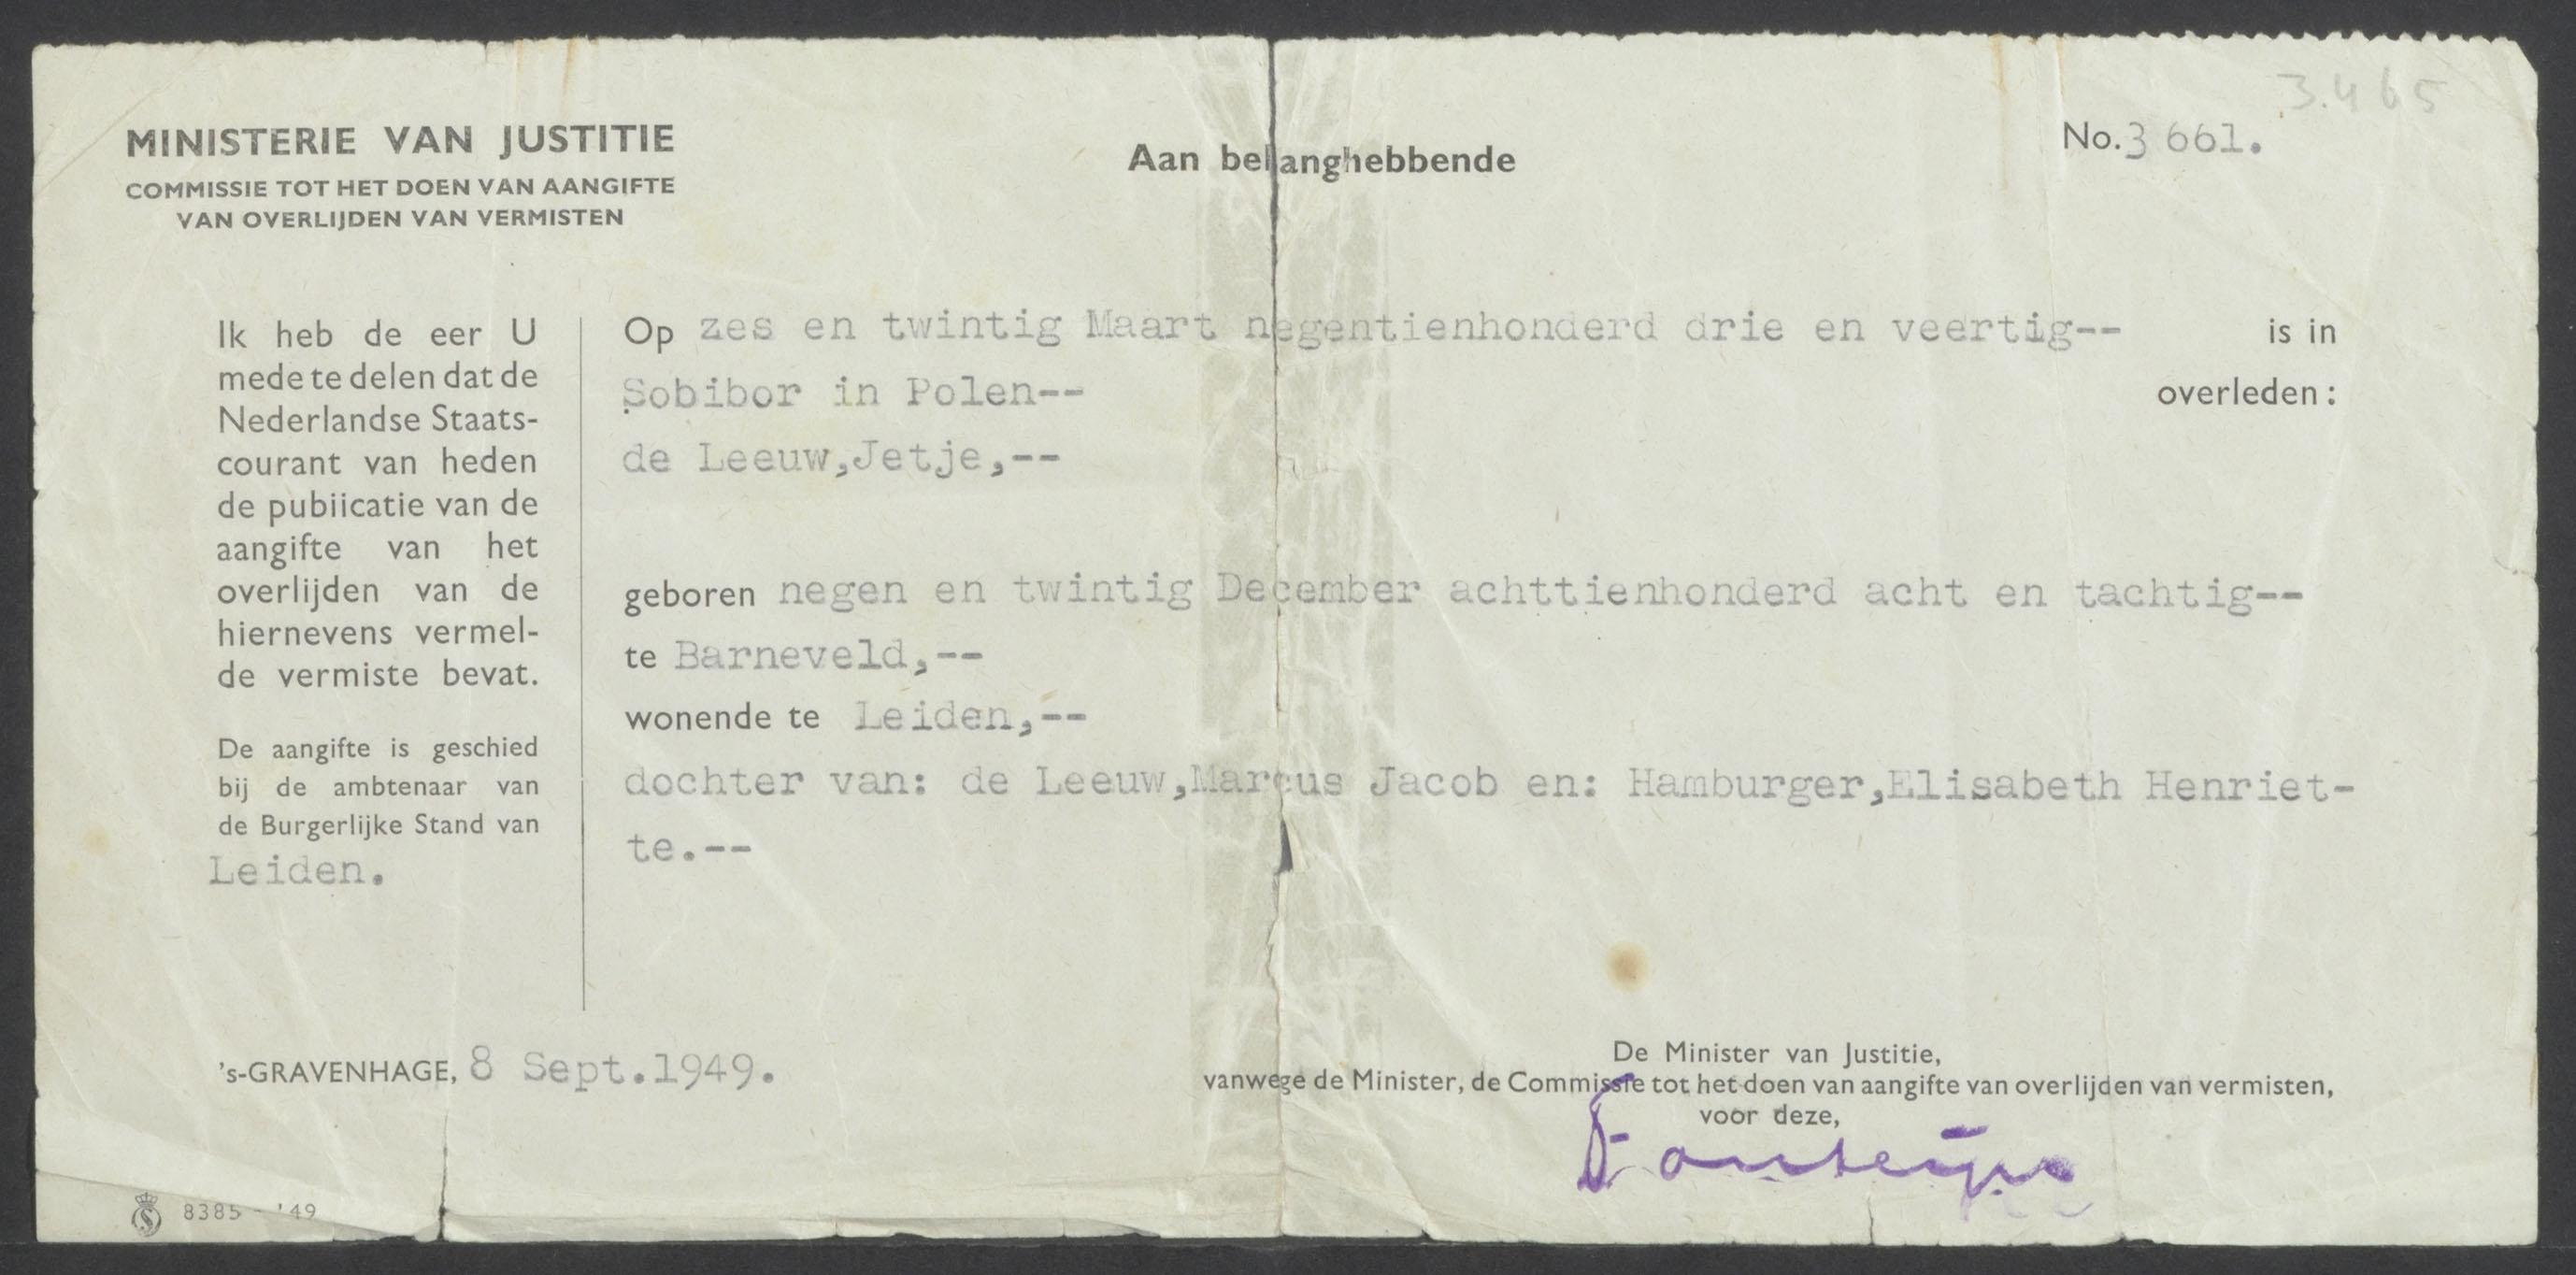 3.465
MINISTERIE VAN JUSTITIE
COMMISSIE TOT HET DOEN VAN AANGIFTE
VAN OVERLIJDEN VAN VERMISTEN
Aan belanghebbende
No. 3 661.
Ik heb de eer U
mede te delen dat de
Nederlandse Staats-
courant van heden
de pubiicatie van de
aangifte van het
overlijden van de
hiernevens vermel-
de vermiste bevat.
De aangifte is geschied
bij de ambtenaar van
de Burgerlijke Stand van
Leiden.
Op zes en twintig Maart negentienhonderd drie en veertig-- is in
Sobibor in Polen-- overleden:
de Leeuw,Jetje,--
geboren negen en twintig December achttienhonderd acht en tachtig--
te Barneveld,--
wonende te Leiden,--
dochter van: de Leeuw,Marcus Jacob en: Hamburger,Elisabeth Henriet-
te.--
's-GRAVENHAGE, 8 Sept.1949.
De Minister van Justitie,
vanwege de Minister, de Commissie tot het doen van aangifte van overlijden van vermisten,
voor deze,
8385 - '49